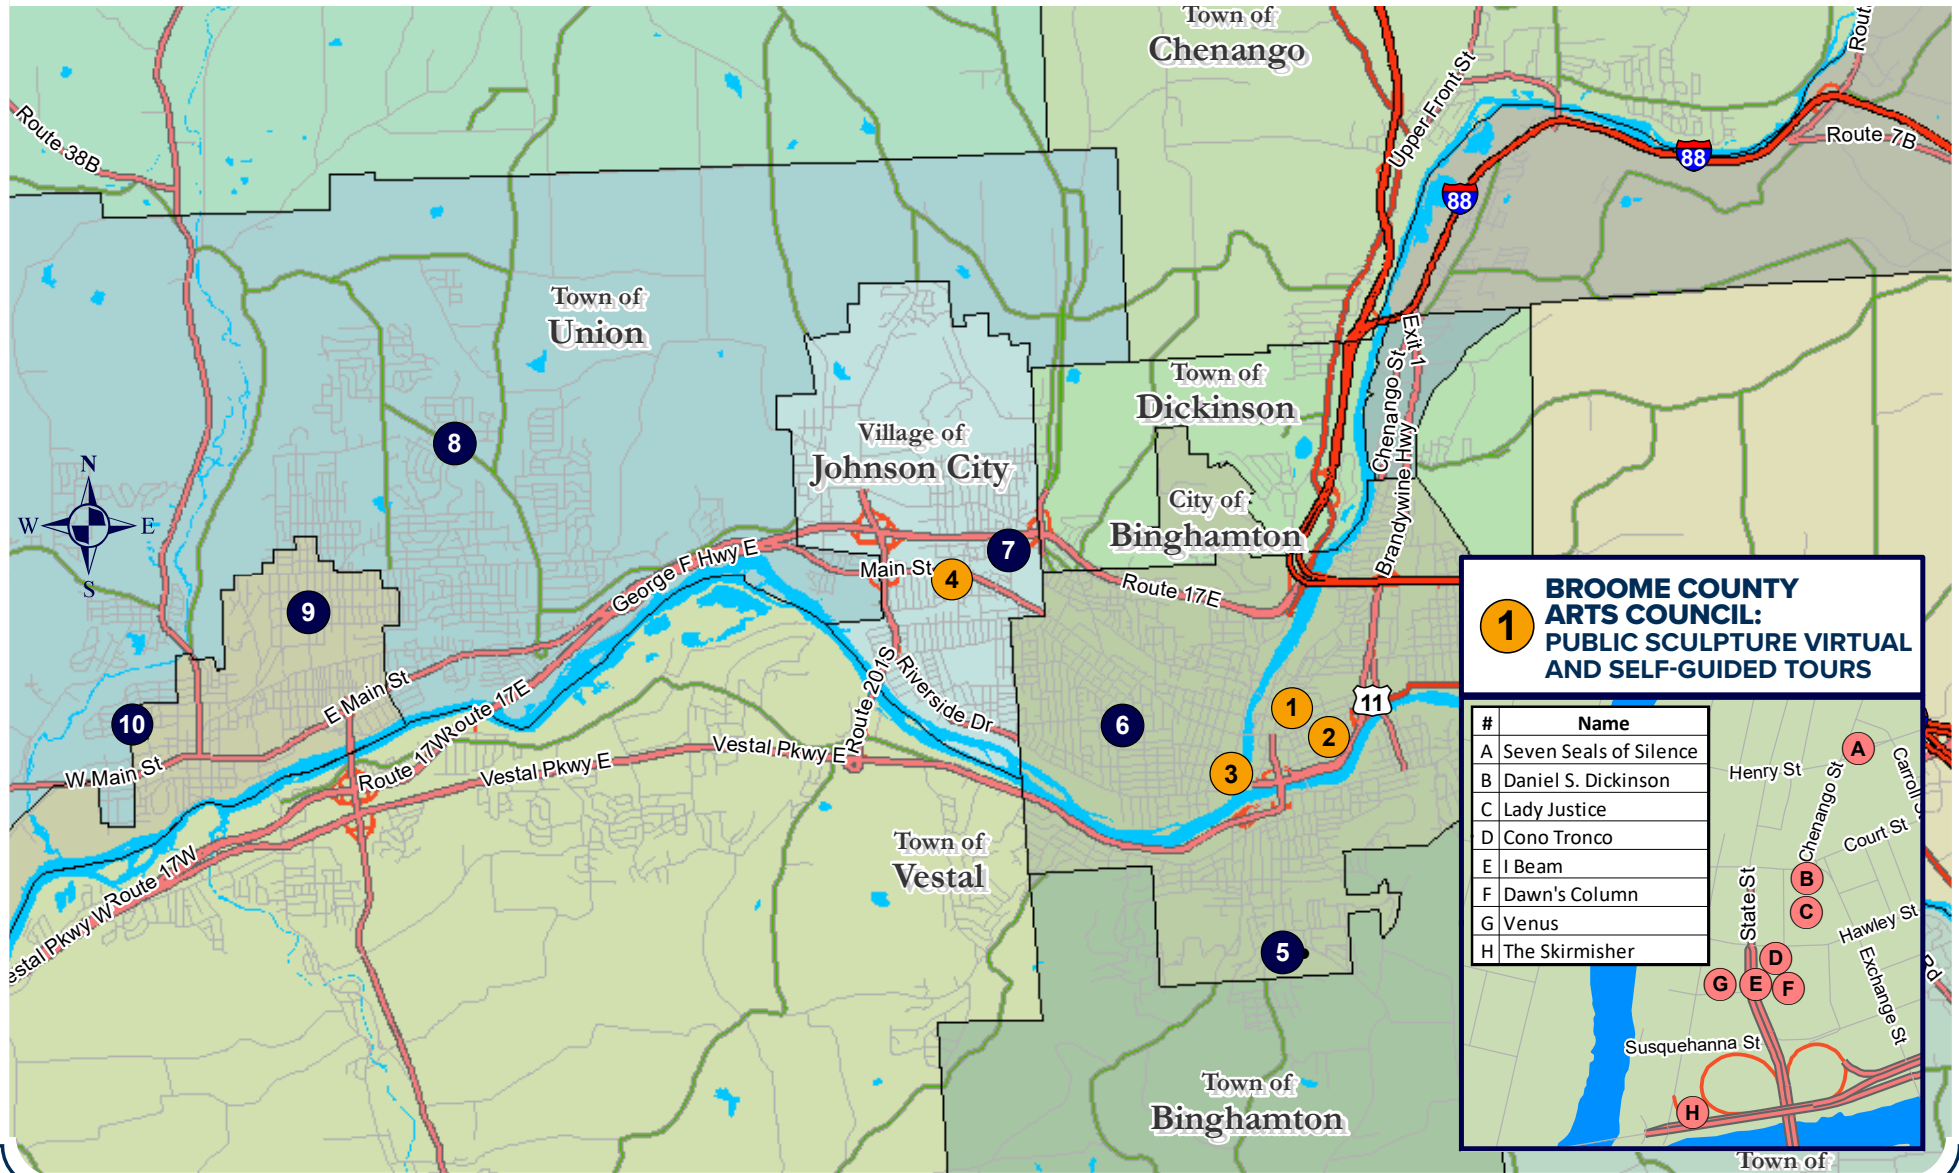 Town of
Chenango
Route 38B
Upper Front St
Rout
88
Route 7B
88
Town of
Union
Exit 1
Chenango St
Brandywine Hwy
Town of
Dickinson
Village of
Johnson City
8
N
W
E
S
City of
Binghamton
George F Hwy E
Main St
4
7
Route 17E
9
10
E Main St
W Main St
Route 17E
Route 17W
Route 201S
Riverside Dr
Vestal Pkwy E
Vestal Pkwy E
6
1
2
3
11
Route 17W
estal Pkwy W
Town of
Vestal
5
Town of
Binghamton
1
BROOME COUNTY
ARTS COUNCIL:
PUBLIC SCULPTURE VIRTUAL
AND SELF-GUIDED TOURS
# Name
A Seven Seals of Silence
B Daniel S. Dickinson
C Lady Justice
D Cono Tronco
E I Beam
F Dawn's Column
G Venus
H The Skirmisher
A
Henry St
Chenango St
Carroll S
Court St
B
C
State St
Hawley St
D
G
E
F
Exchange St
Rd
Susquehanna St
H
Town of